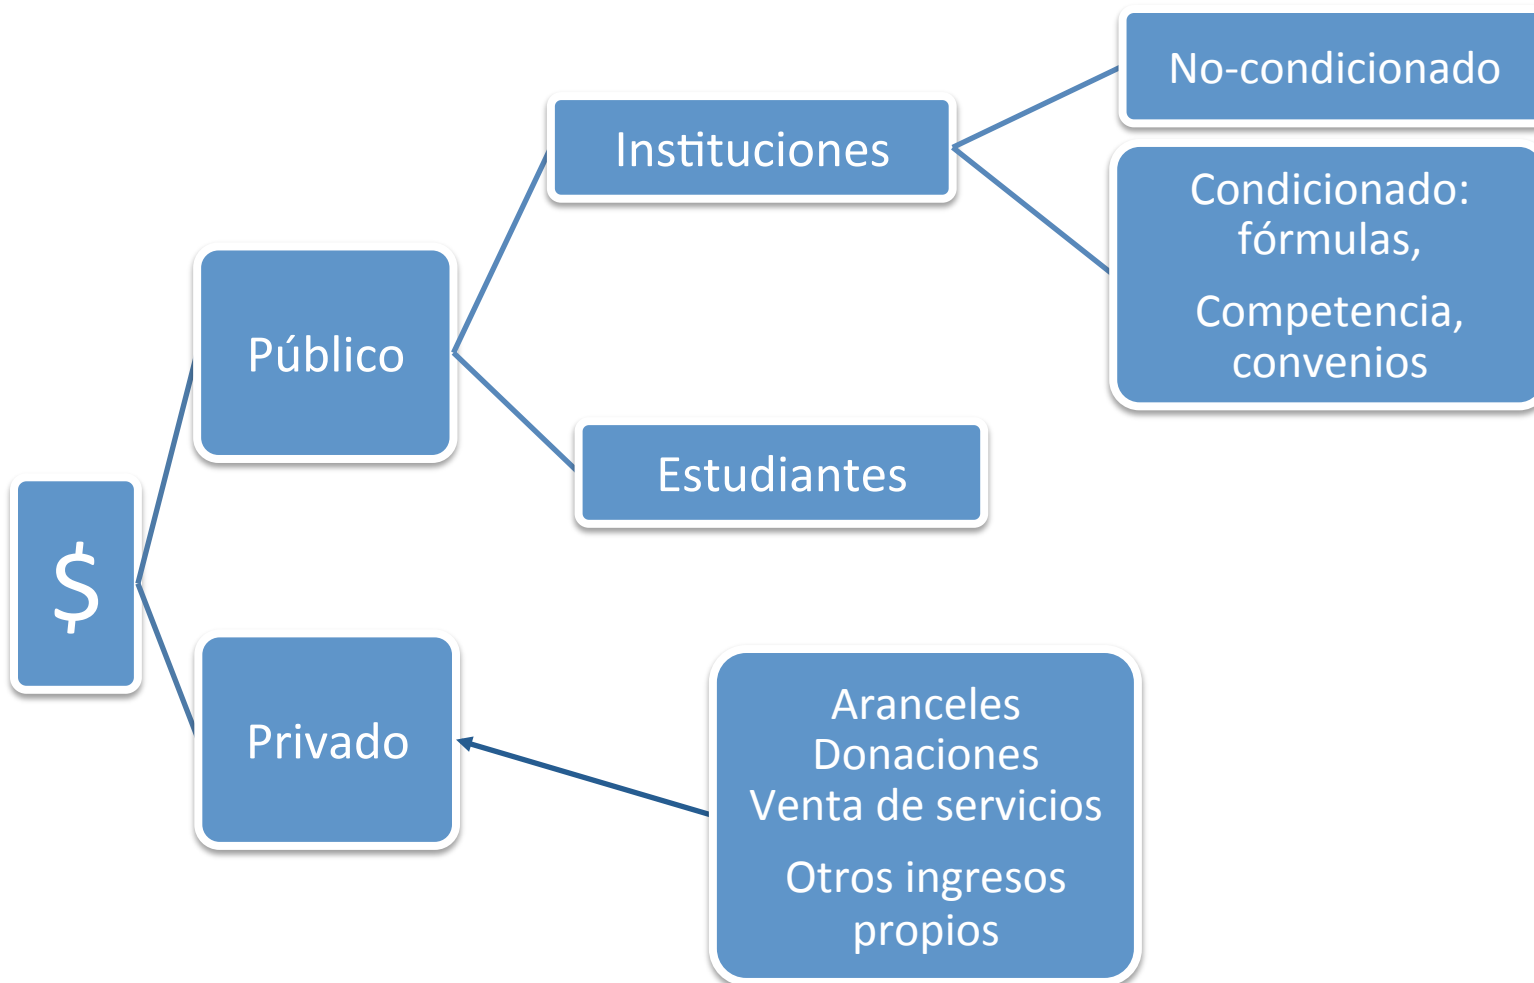 No-condicionado
Instituciones
Condicionado:
fórmulas,
Competencia,
convenios
Público
Estudiantes
$
Privado
Aranceles
Donaciones
Venta de servicios
Otros ingresos
propios